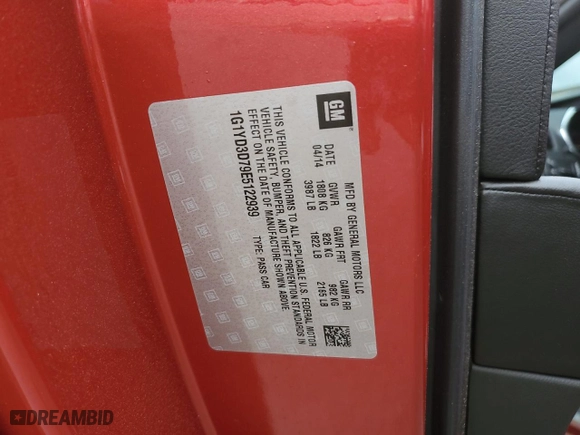 GM
MFD BY GENERAL MOTORS LLC
DATE GVWR GAWR FRT GAWR RR
04/14 1808 KG 826 KG 982 KG
3987 LB 1822 LB 2165 LB
THIS VEHICLE CONFORMS TO ALL APPLICABLE U.S. FEDERAL MOTOR
VEHICLE SAFETY, BUMPER, AND THEFT PREVENTION STANDARDS IN
EFFECT ON THE DATE OF MANUFACTURE SHOWN ABOVE.
1G1YD3D79E5122939 TYPE: PASS CAR
DREAMBID